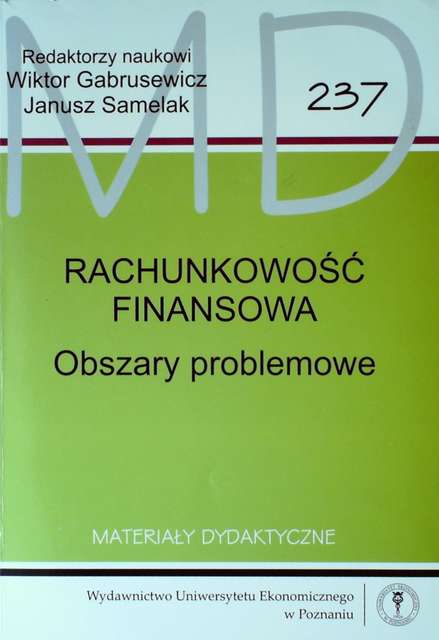 MD
Redaktorzy naukowi
Wiktor Gabrusewicz
Janusz Samelak
237
RACHUNKOWOŚĆ
FINANSOWA
Obszary problemowe
MATERIAŁY DYDAKTYCZNE
Wydawnictwo Uniwersytetu Ekonomicznego
w Poznaniu